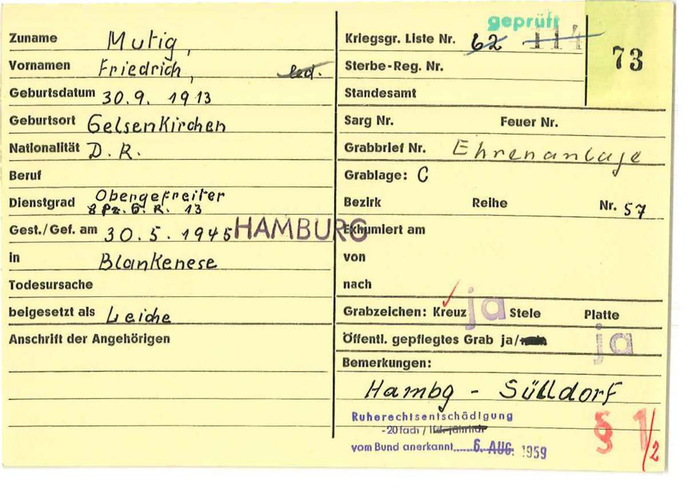 geprüft
Zuname Mutig,
Vornamen Friedrich, led.
Geburtsdatum 30.9. 1913
Geburtsort Gelsenkirchen
Nationalität D.R.
Beruf
Dienstgrad Obergefreiter
8 Pz. G. R. 13
Gest./Gef. am 30.5.1945 HAMBURG
in Blankenese
Todesursache
beigesetzt als Leiche
Anschrift der Angehörigen
Kriegsgr. Liste Nr. 62 114
73
Sterbe-Reg. Nr.
Standesamt
Sarg Nr. Feuer Nr.
Grabbrief Nr. Ehrenanlage
Grablage: C
Bezirk Reihe Nr. 57
Exhumiert am
von
nach
Grabzeichen: Kreuz ja Stele Platte
Öffentl. gepflegtes Grab ja/ ja
Bemerkungen:
Hambg - Sülldorf
Ruherechtsentschädigung
-20fach /
vom Bund anerkannt 6. AUG. 1959
§ 1/2